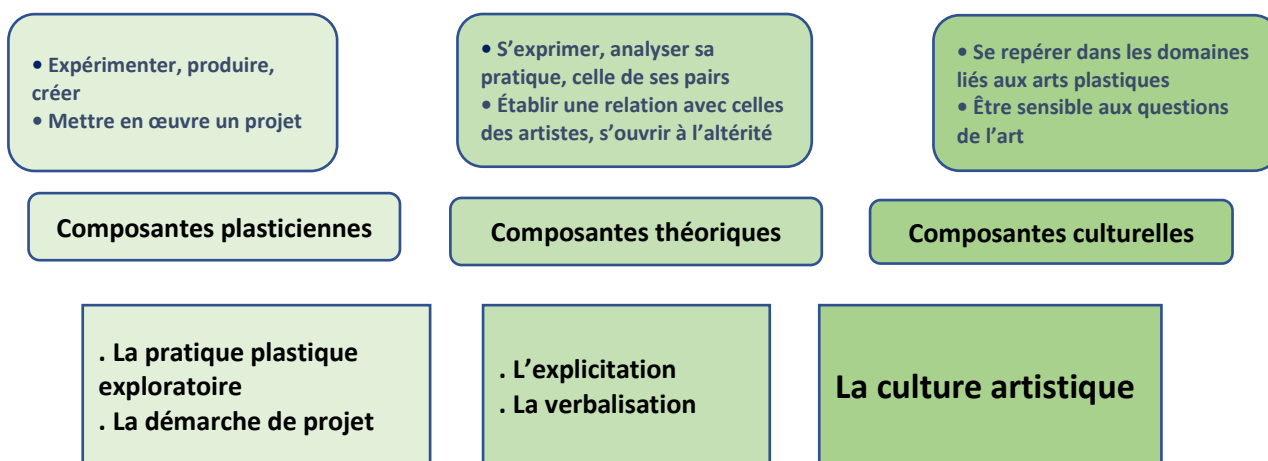 • Expérimenter, produire,
créer
• Mettre en œuvre un projet
• S’exprimer, analyser sa
pratique, celle de ses pairs
• Établir une relation avec celles
des artistes, s’ouvrir à l’altérité
• Se repérer dans les domaines
liés aux arts plastiques
• Être sensible aux questions
de l’art
Composantes plasticiennes
Composantes théoriques
Composantes culturelles
. La pratique plastique
exploratoire
. La démarche de projet
. L’explicitation
. La verbalisation
La culture artistique